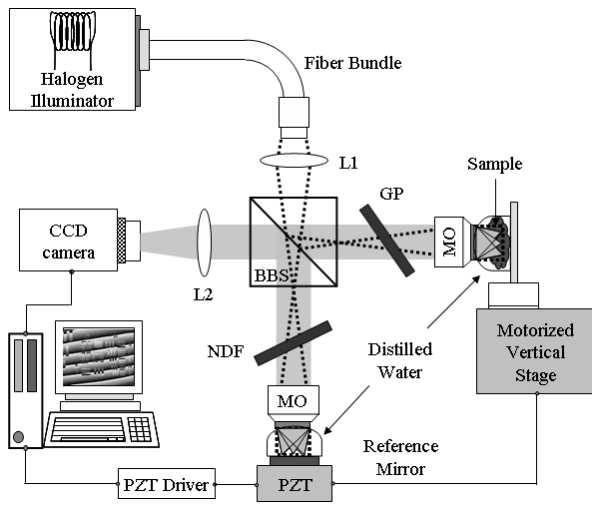 Halogen
Illuminator
Fiber Bundle
L1
Sample
GP
CCD
camera
MO
BBS
L2
NDF
Distilled
Water
Motorized
Vertical
Stage
MO
Reference
Mirror
PZT Driver
PZT